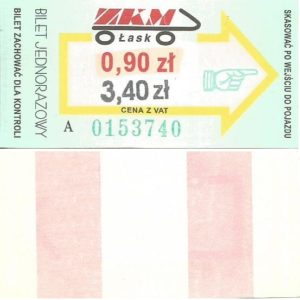 BILET ZACHOWAĆ DLA KONTROLI
BILET JEDNORAZOWY
ZKM
Łask
0,90 zł
3,40 zł
CENA Z VAT
A 0153740
SKASOWAĆ PO WEJŚCIU DO POJAZDU